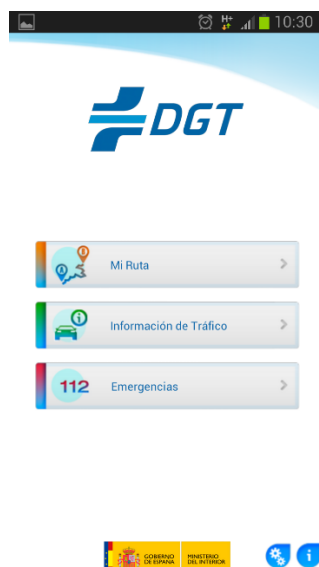 H+ 10:30
DGT
Mi Ruta
i
Información de Tráfico
112 Emergencias
GOBIERNO MINISTERIO
DE ESPAÑA DEL INTERIOR
i